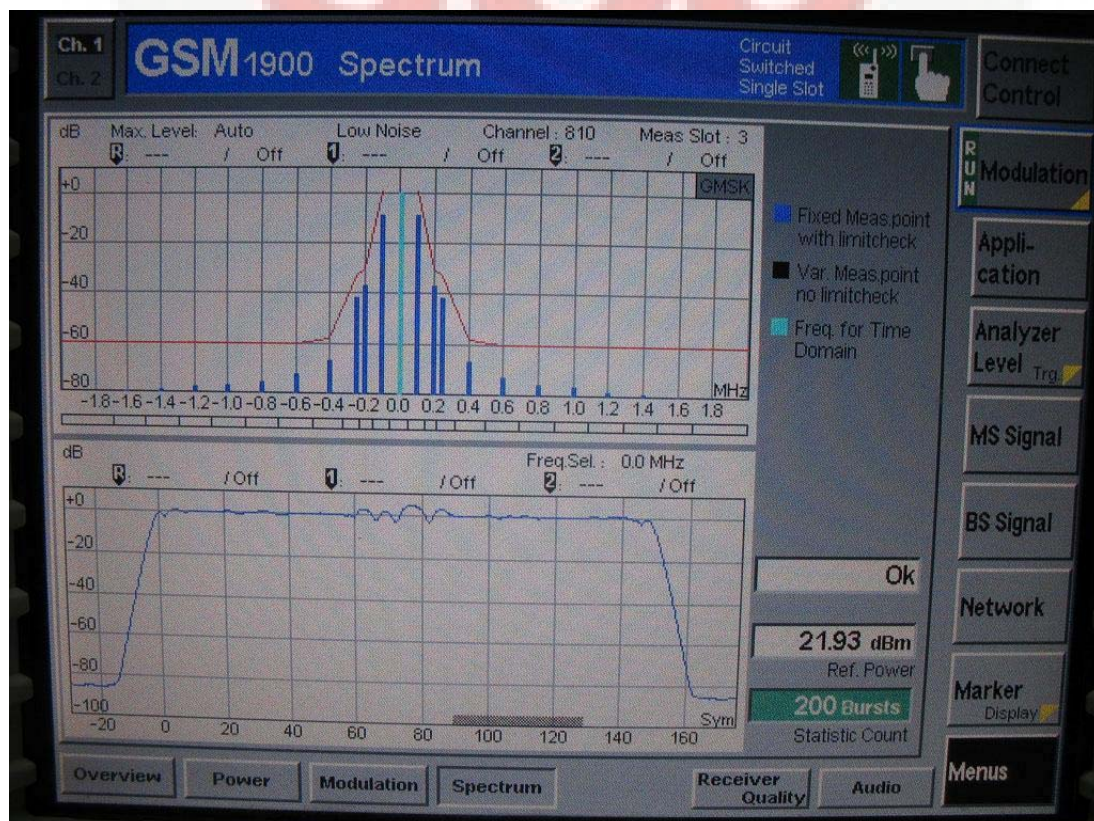 Ch. 1
Ch. 2
GSM 1900 Spectrum
Circuit
Switched
Single Slot
Connect
Control
dB Max. Level: Auto Low Noise Channel : 810 Meas Slot : 3
R: --- / Off 1: --- / Off 2: --- / Off
+0
-20
-40
-60
-80
GMSK
MHz
-1.8 -1.6 -1.4 -1.2 -1.0 -0.8 -0.6 -0.4 -0.2 0.0 0.2 0.4 0.6 0.8 1.0 1.2 1.4 1.6 1.8
Fixed Meas.point
with limitcheck
Var. Meas.point
no limitcheck
Freq. for Time
Domain
dB Freq.Sel. : 0.0 MHz
R: --- / Off 1: --- / Off 2: --- / Off
+0
-20
-40
-60
-80
-100
Sym
-20 0 20 40 60 80 100 120 140 160
Ok
21.93 dBm
Ref. Power
200 Bursts
Statistic Count
RUN
Modulation
Appli-
cation
Analyzer
Level Trg.
MS Signal
BS Signal
Network
Marker
Display
Menus
Overview
Power
Modulation
Spectrum
Receiver
Quality
Audio